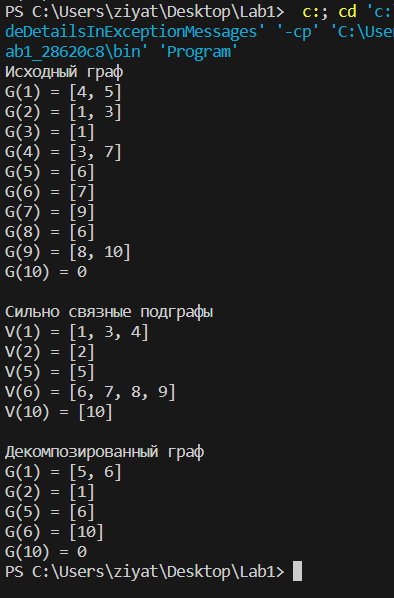 PS C:\Users\ziyat\Desktop\Lab1>  c:; cd 'c:
deDetailsInExceptionMessages' '-cp' 'C:\Use
ab1_28620c8\bin' 'Program'
Исходный граф
G(1) = [4, 5]
G(2) = [1, 3]
G(3) = [1]
G(4) = [3, 7]
G(5) = [6]
G(6) = [7]
G(7) = [9]
G(8) = [6]
G(9) = [8, 10]
G(10) = 0
Сильно связные подграфы
V(1) = [1, 3, 4]
V(2) = [2]
V(5) = [5]
V(6) = [6, 7, 8, 9]
V(10) = [10]
Декомпозированный граф
G(1) = [5, 6]
G(2) = [1]
G(5) = [6]
G(6) = [10]
G(10) = 0
PS C:\Users\ziyat\Desktop\Lab1>